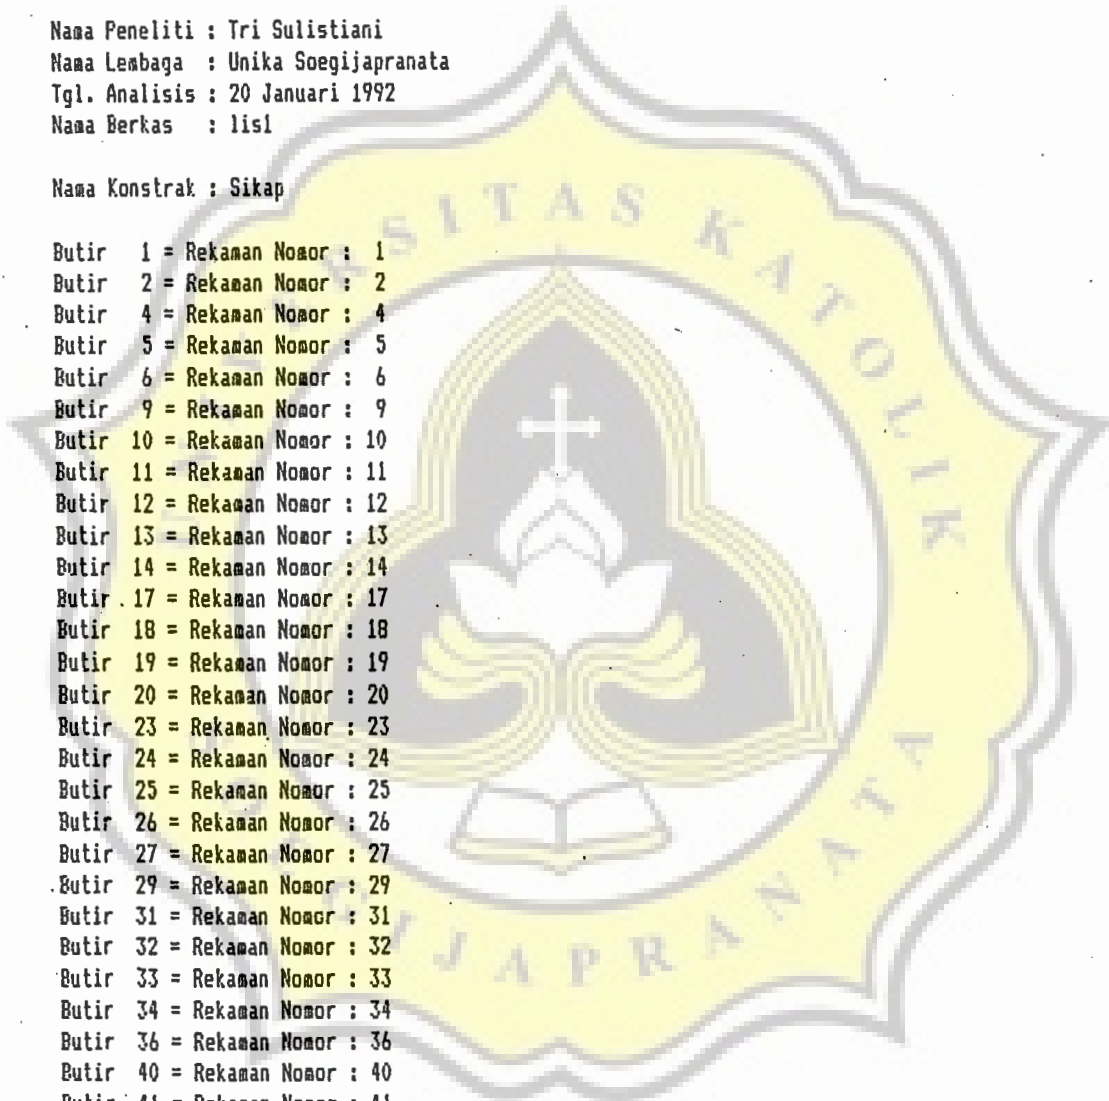 Nama Peneliti : Tri Sulistiani
Nama Lembaga : Unika Soegijapranata
Tgl. Analisis : 20 Januari 1992
Nama Berkas : lis1
Nama Konstrak : Sikap
Butir 1 = Rekaman Nomor : 1
Butir 2 = Rekaman Nomor : 2
Butir 4 = Rekaman Nomor : 4
Butir 5 = Rekaman Nomor : 5
Butir 6 = Rekaman Nomor : 6
Butir 9 = Rekaman Nomor : 9
Butir 10 = Rekaman Nomor : 10
Butir 11 = Rekaman Nomor : 11
Butir 12 = Rekaman Nomor : 12
Butir 13 = Rekaman Nomor : 13
Butir 14 = Rekaman Nomor : 14
Butir 17 = Rekaman Nomor : 17
Butir 18 = Rekaman Nomor : 18
Butir 19 = Rekaman Nomor : 19
Butir 20 = Rekaman Nomor : 20
Butir 23 = Rekaman Nomor : 23
Butir 24 = Rekaman Nomor : 24
Butir 25 = Rekaman Nomor : 25
Butir 26 = Rekaman Nomor : 26
Butir 27 = Rekaman Nomor : 27
Butir 29 = Rekaman Nomor : 29
Butir 31 = Rekaman Nomor : 31
Butir 32 = Rekaman Nomor : 32
Butir 33 = Rekaman Nomor : 33
Butir 34 = Rekaman Nomor : 34
Butir 36 = Rekaman Nomor : 36
Butir 40 = Rekaman Nomor : 40
Butir 41 = Rekaman Nomor : 41
KATOLIK